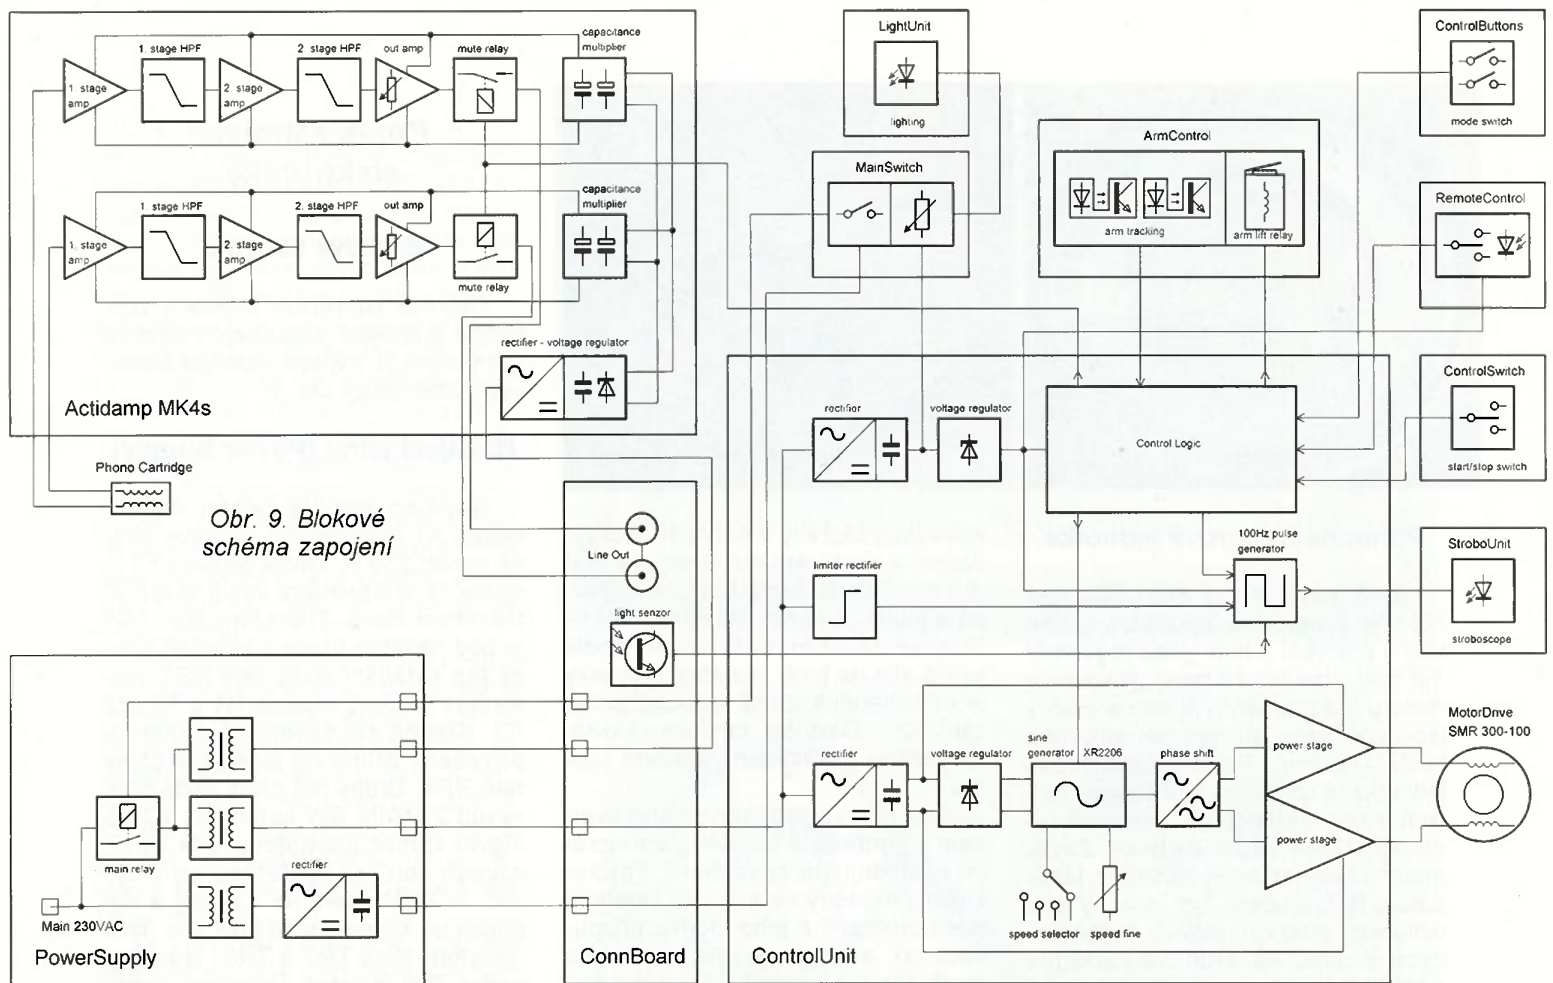 1. stage HPF
2. stage HPF
out amp
mute relay
capacitance
multiplier
1. stage
amp
2. stage
amp
1. stage HPF
2. stage HPF
out amp
capacitance
multiplier
1. stage
amp
2. stage
amp
mute relay
rectifier - voltage regulator
Actidamp MK4s
Phono Cartridge
Obr. 9. Blokové
schéma zapojení
LightUnit
lighting
MainSwitch
ArmControl
arm tracking
arm lift relay
ControlButtons
mode switch
RemoteControl
ControlSwitch
start/stop switch
StroboUnit
stroboscope
MotorDrive
SMR 300-100
rectifier
voltage regulator
Control Logic
100Hz pulse
generator
limiter rectifier
Line Out
light senzor
rectifier
voltage regulator
sine
generator
XR2206
phase shift
power stage
power stage
speed selector
speed fine
ControlUnit
ConnBoard
main relay
rectifier
Main 230VAC
PowerSupply